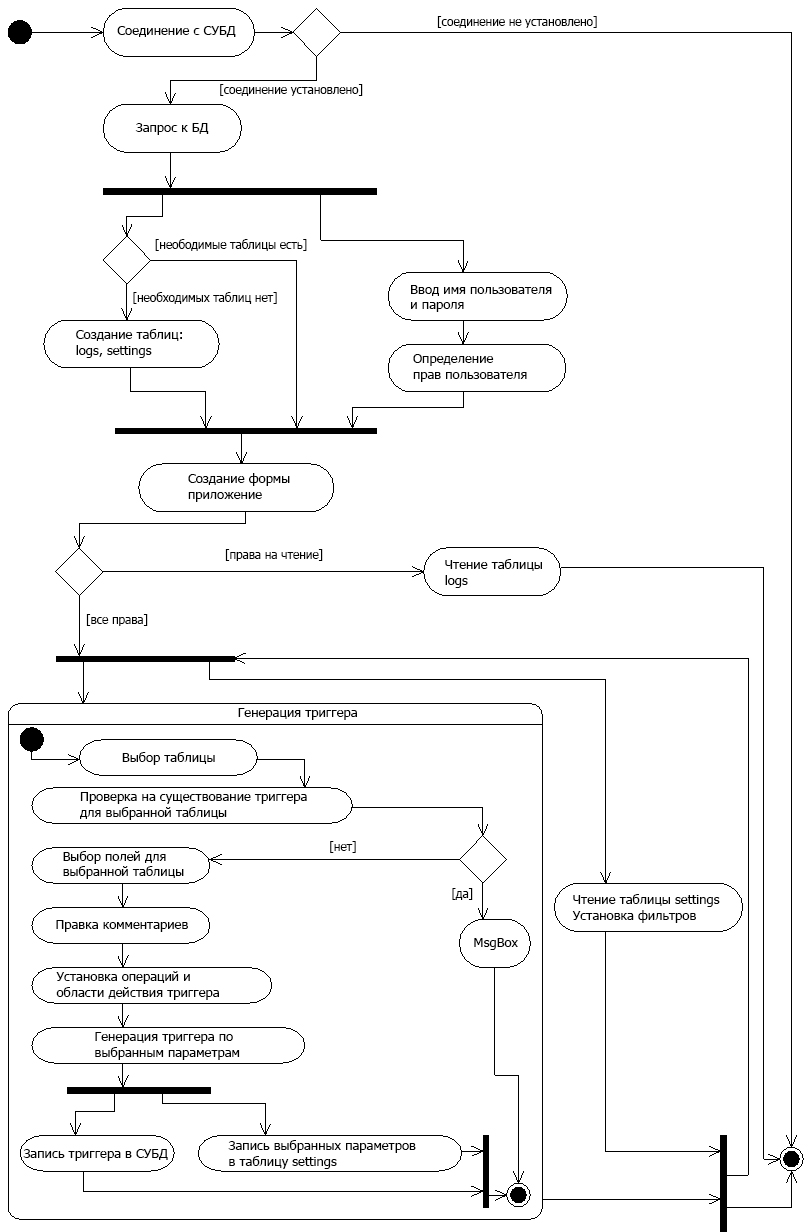 Соединение с СУБД
[соединение не установлено]
[соединение установлено]
Запрос к БД
[неободимые таблицы есть]
[необходимых таблиц нет]
Ввод имя пользователя
и пароля
Создание таблиц:
logs, settings
Определение
прав пользователя
Создание формы
приложение
[права на чтение]
Чтение таблицы
logs
[все права]
Генерация триггера
Выбор таблицы
Проверка на существование триггера
для выбранной таблицы
[нет]
Выбор полей для
выбранной таблицы
[да]
Чтение таблицы settings
Установка фильтров
Правка комментариев
MsgBox
Установка операций и
области действия триггера
Генерация триггера по
выбранным параметрам
Запись триггера в СУБД
Запись выбранных параметров
в таблицу settings